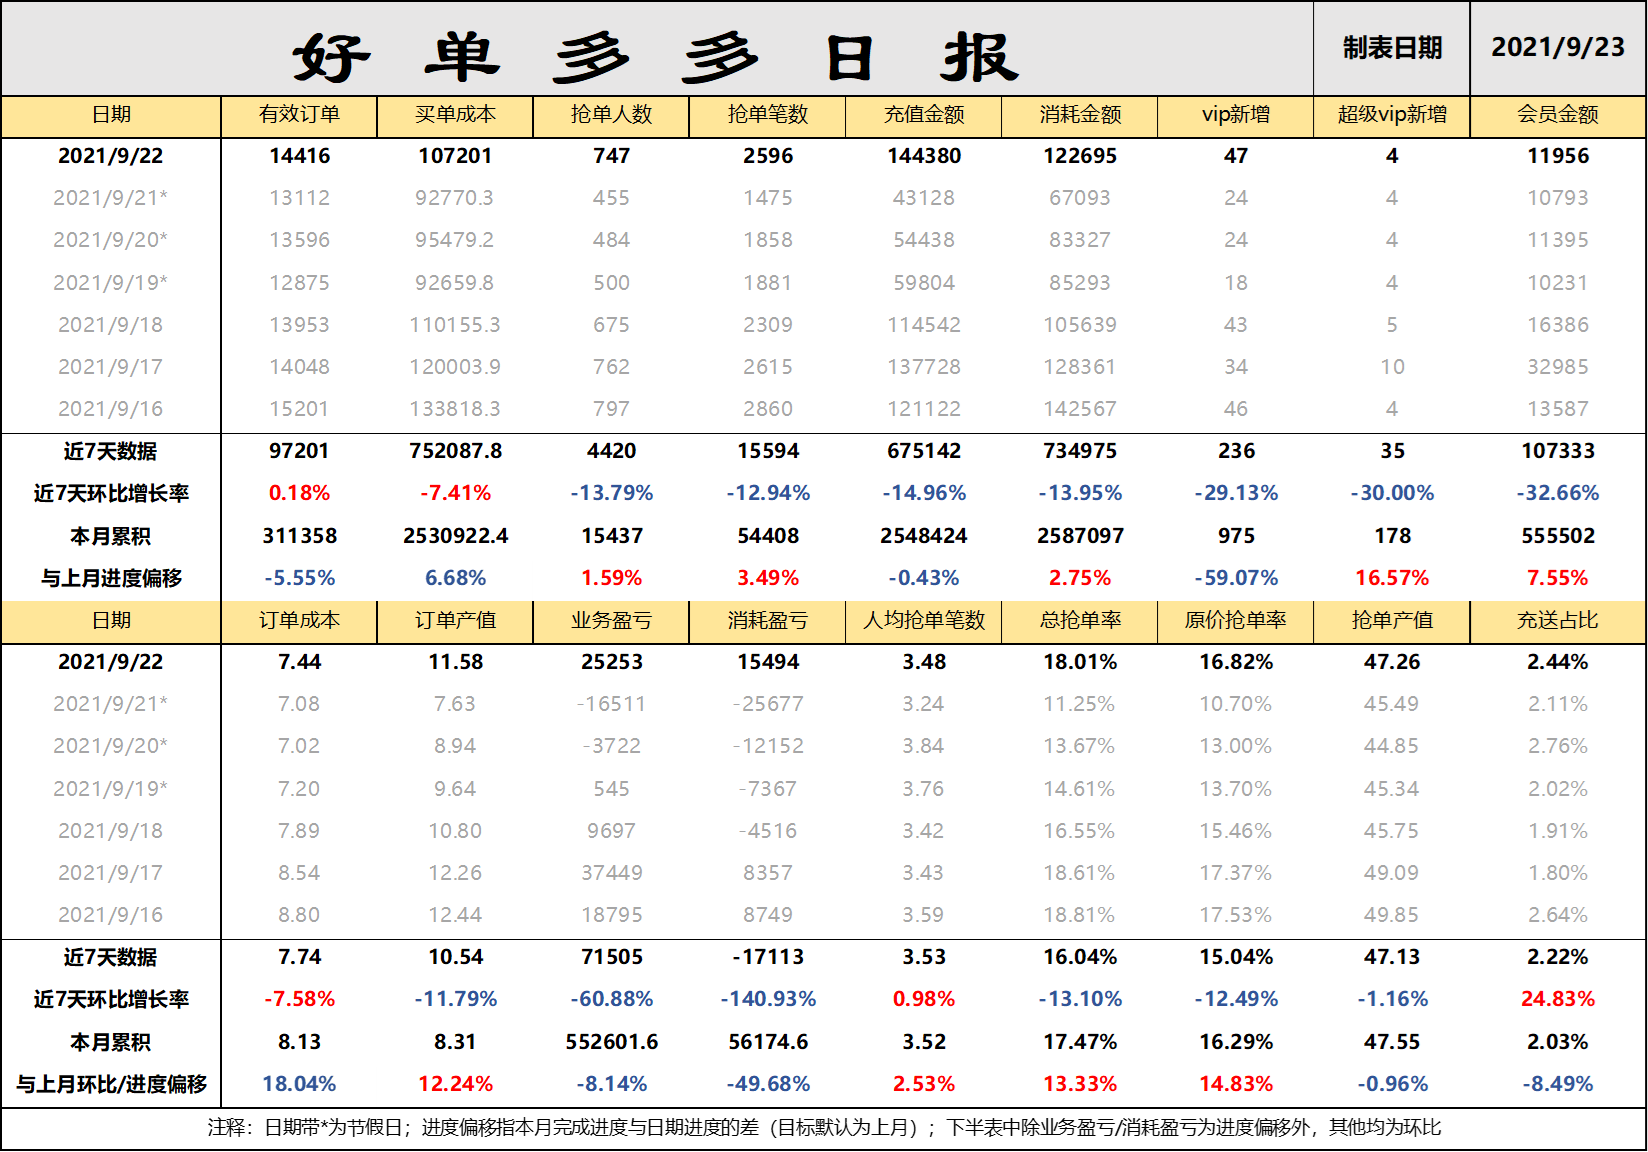 好单多多日报 制表日期 2021/9/23
日期 有效订单 买单成本 抢单人数 抢单笔数 充值金额 消耗金额 vip新增 超级vip新增 会员金额
2021/9/22 14416 107201 747 2596 144380 122695 47 4 11956
2021/9/21* 13112 92770.3 455 1475 43128 67093 24 4 10793
2021/9/20* 13596 95479.2 484 1858 54438 83327 24 4 11395
2021/9/19* 12875 92659.8 500 1881 59804 85293 18 4 10231
2021/9/18 13953 110155.3 675 2309 114542 105639 43 5 16386
2021/9/17 14048 120003.9 762 2615 137728 128361 34 10 32985
2021/9/16 15201 133818.3 797 2860 121122 142567 46 4 13587
近7天数据 97201 752087.8 4420 15594 675142 734975 236 35 107333
近7天环比增长率 0.18% -7.41% -13.79% -12.94% -14.96% -13.95% -29.13% -30.00% -32.66%
本月累积 311358 2530922.4 15437 54408 2548424 2587097 975 178 555502
与上月进度偏移 -5.55% 6.68% 1.59% 3.49% -0.43% 2.75% -59.07% 16.57% 7.55%
日期 订单成本 订单产值 业务盈亏 消耗盈亏 人均抢单笔数 总抢单率 原价抢单率 抢单产值 充送占比
2021/9/22 7.44 11.58 25253 15494 3.48 18.01% 16.82% 47.26 2.44%
2021/9/21* 7.08 7.63 -16511 -25677 3.24 11.25% 10.70% 45.49 2.11%
2021/9/20* 7.02 8.94 -3722 -12152 3.84 13.67% 13.00% 44.85 2.76%
2021/9/19* 7.20 9.64 545 -7367 3.76 14.61% 13.70% 45.34 2.02%
2021/9/18 7.89 10.80 9697 -4516 3.42 16.55% 15.46% 45.75 1.91%
2021/9/17 8.54 12.26 37449 8357 3.43 18.61% 17.37% 49.09 1.80%
2021/9/16 8.80 12.44 18795 8749 3.59 18.81% 17.53% 49.85 2.64%
近7天数据 7.74 10.54 71505 -17113 3.53 16.04% 15.04% 47.13 2.22%
近7天环比增长率 -7.58% -11.79% -60.88% -140.93% 0.98% -13.10% -12.49% -1.16% 24.83%
本月累积 8.13 8.31 552601.6 56174.6 3.52 17.47% 16.29% 47.55 2.03%
与上月环比/进度偏移 18.04% 12.24% -8.14% -49.68% 2.53% 13.33% 14.83% -0.96% -8.49%
注释：日期带*为节假日；进度偏移指本月完成进度与日期进度的差（目标默认为上月）；下半表中除业务盈亏/消耗盈亏为进度偏移外，其他均为环比